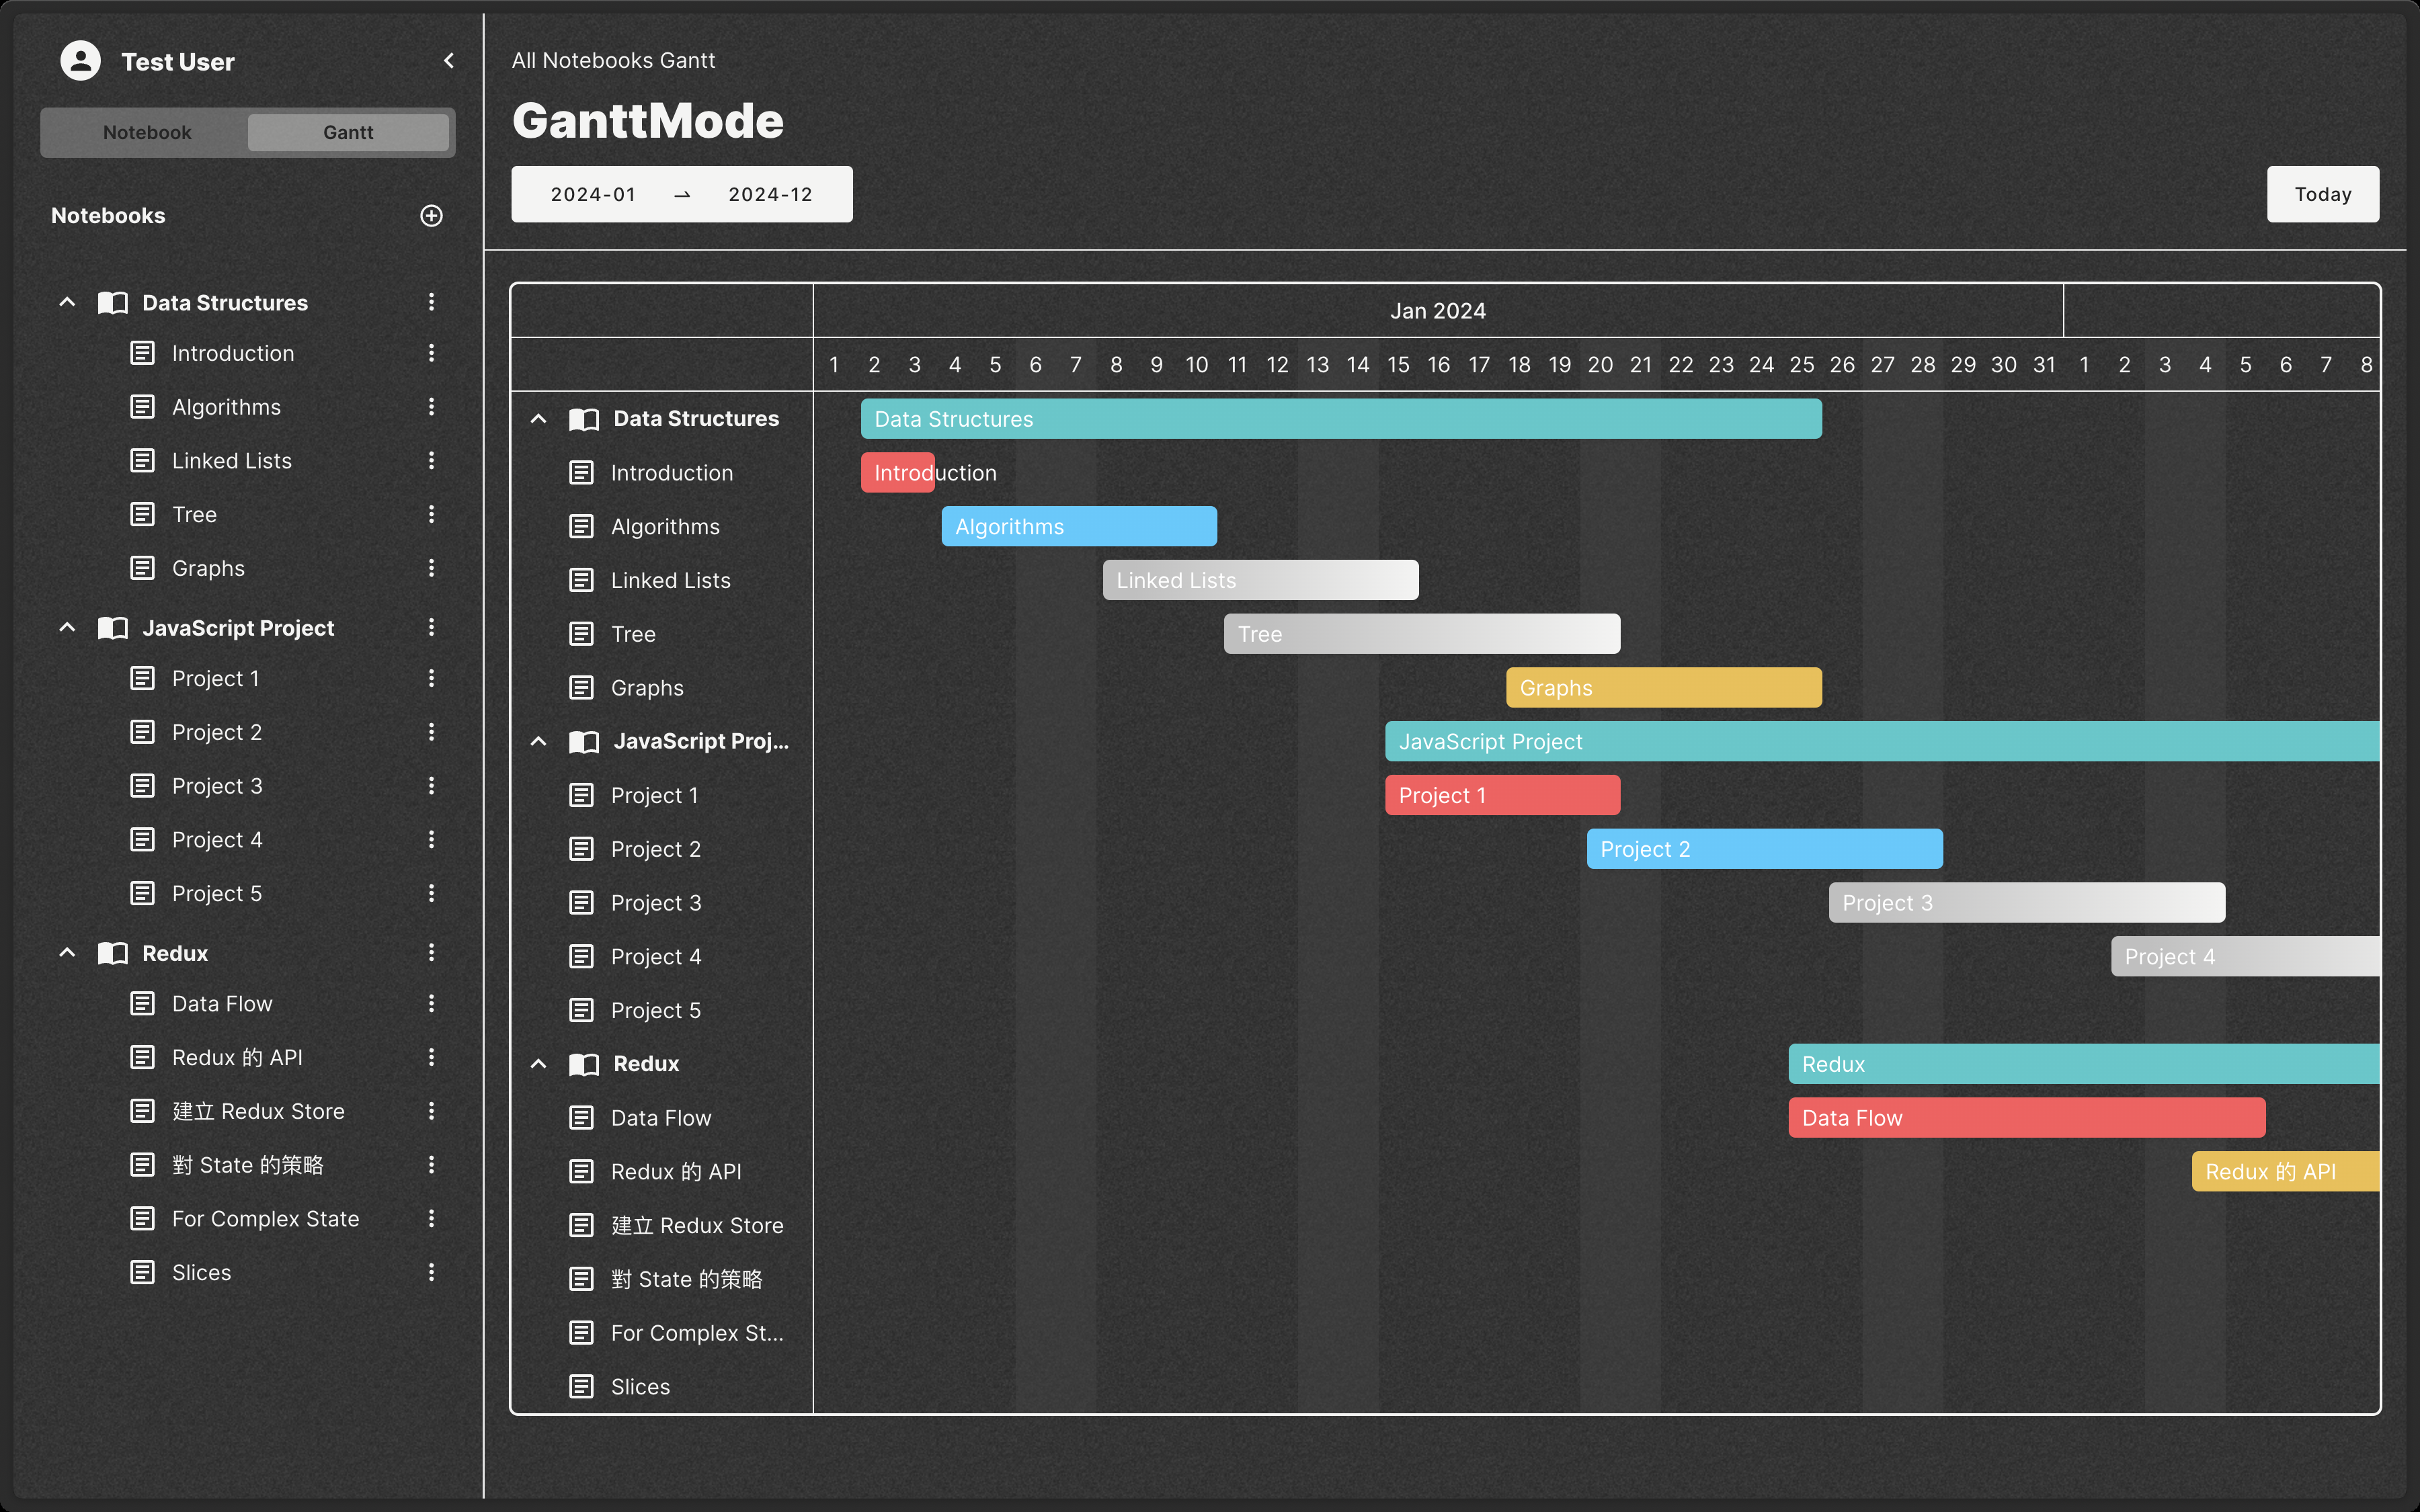 Test User
Notebook Gantt
Notebooks
Data Structures
Introduction
Algorithms
Linked Lists
Tree
Graphs
JavaScript Project
Project 1
Project 2
Project 3
Project 4
Project 5
Redux
Data Flow
Redux 的 API
建立 Redux Store
對 State 的策略
For Complex State
Slices
All Notebooks Gantt
GanttMode
2024-01 → 2024-12
Today
Jan 2024
1 2 3 4 5 6 7 8 9 10 11 12 13 14 15 16 17 18 19 20 21 22 23 24 25 26 27 28 29 30 31 1 2 3 4 5 6 7 8
Data Structures Data Structures
Introduction Introduction
Algorithms Algorithms
Linked Lists Linked Lists
Tree Tree
Graphs Graphs
JavaScript Proj... JavaScript Project
Project 1 Project 1
Project 2 Project 2
Project 3 Project 3
Project 4 Project 4
Project 5
Redux Redux
Data Flow Data Flow
Redux 的 API Redux 的 API
建立 Redux Store
對 State 的策略
For Complex St...
Slices